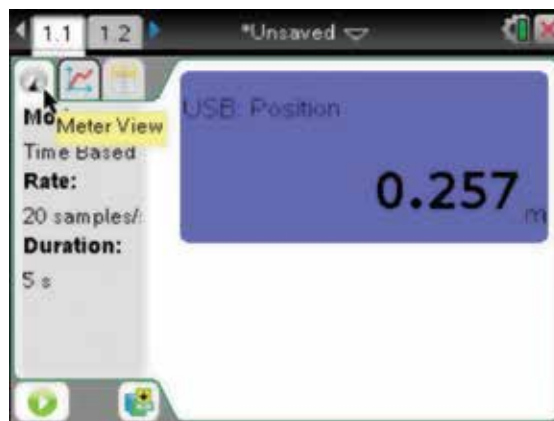 1.1 1.2 *Unsaved
Meter View
USB: Position
Time Based
Rate:
0.257 m
20 samples/
Duration:
5 s